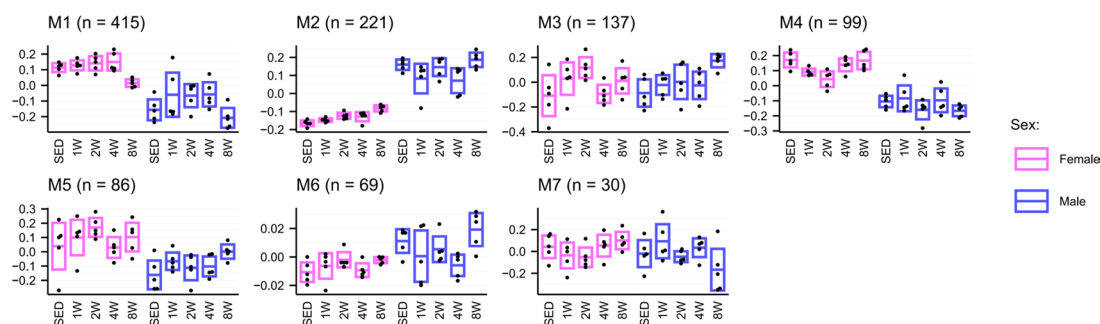 M1 (n = 415) M2 (n = 221) M3 (n = 137) M4 (n = 99)
0.2 0.1 0.0 −0.1 −0.2
0.2 0.1 0.0 −0.1 −0.2
0.2 0.0 −0.2 −0.4
0.2 0.1 0.0 −0.1 −0.2 −0.3
SED 1W 2W 4W 8W SED 1W 2W 4W 8W
SED 1W 2W 4W 8W SED 1W 2W 4W 8W
SED 1W 2W 4W 8W SED 1W 2W 4W 8W
SED 1W 2W 4W 8W SED 1W 2W 4W 8W
Sex:
Female
Male
M5 (n = 86) M6 (n = 69) M7 (n = 30)
0.3 0.2 0.1 0.0 −0.1 −0.2
0.02 0.00 −0.02
0.2 0.0 −0.2
SED 1W 2W 4W 8W SED 1W 2W 4W 8W
SED 1W 2W 4W 8W SED 1W 2W 4W 8W
SED 1W 2W 4W 8W SED 1W 2W 4W 8W